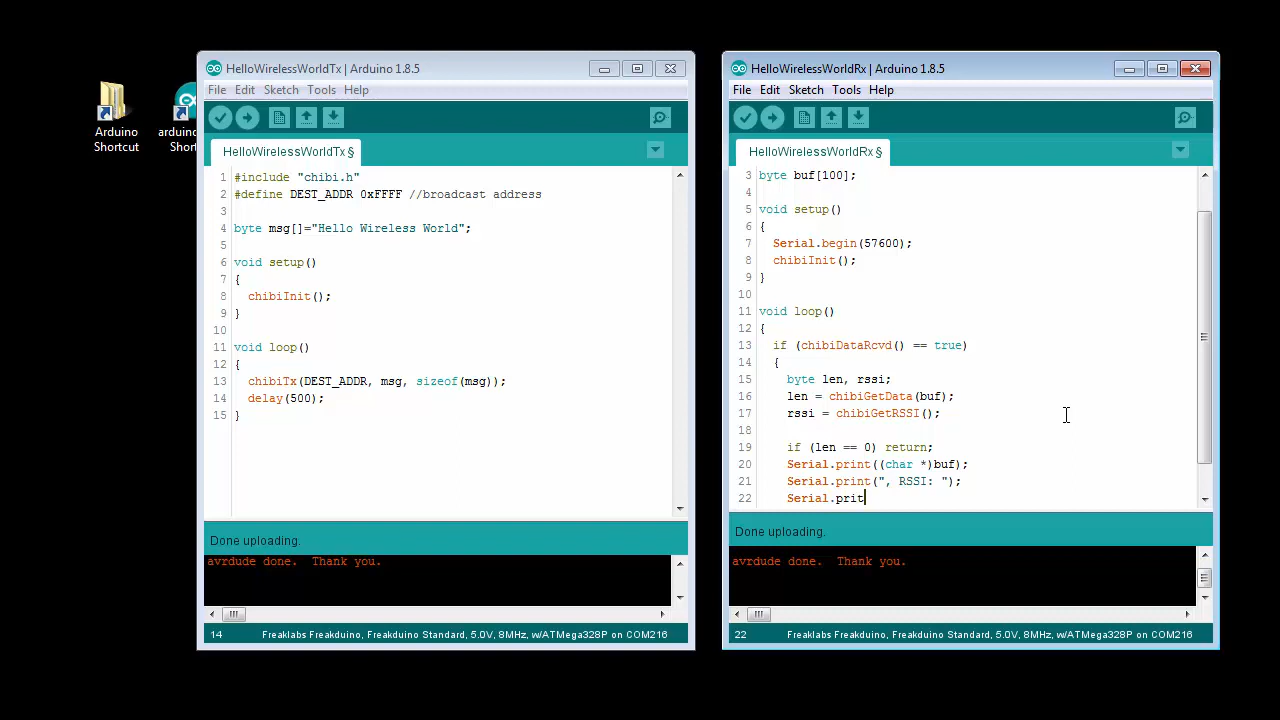 Arduino
Shortcut
arduino
Short
HelloWirelessWorldTx | Arduino 1.8.5
File Edit Sketch Tools Help
HelloWirelessWorldTx §
1 #include "chibi.h"
2 #define DEST_ADDR 0xFFFF //broadcast address
3
4 byte msg[]="Hello Wireless World";
5
6 void setup()
7 {
8 chibiInit();
9 }
10
11 void loop()
12 {
13 chibiTx(DEST_ADDR, msg, sizeof(msg));
14 delay(500);
15 }
Done uploading.
avrdude done. Thank you.
14 Freaklabs Freakduino, Freakduino Standard, 5.0V, 8MHz, w/ATMega328P on COM216
HelloWirelessWorldRx | Arduino 1.8.5
File Edit Sketch Tools Help
HelloWirelessWorldRx §
3 byte buf[100];
4
5 void setup()
6 {
7 Serial.begin(57600);
8 chibiInit();
9 }
10
11 void loop()
12 {
13 if (chibiDataRcvd() == true)
14 {
15 byte len, rssi;
16 len = chibiGetData(buf);
17 rssi = chibiGetRSSI();
18
19 if (len == 0) return;
20 Serial.print((char *)buf);
21 Serial.print(", RSSI: ");
22 Serial.prit
Done uploading.
avrdude done. Thank you.
22 Freaklabs Freakduino, Freakduino Standard, 5.0V, 8MHz, w/ATMega328P on COM216